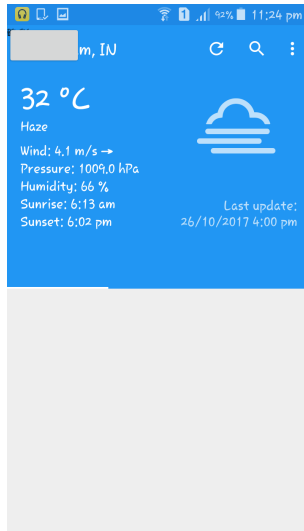 92% 11:24 pm
m, IN
32 °C
Haze
Wind: 4.1 m/s →
Pressure: 1009.0 hPa
Humidity: 66 %
Sunrise: 6:13 am
Sunset: 6:02 pm
Last update:
26/10/2017 4:00 pm